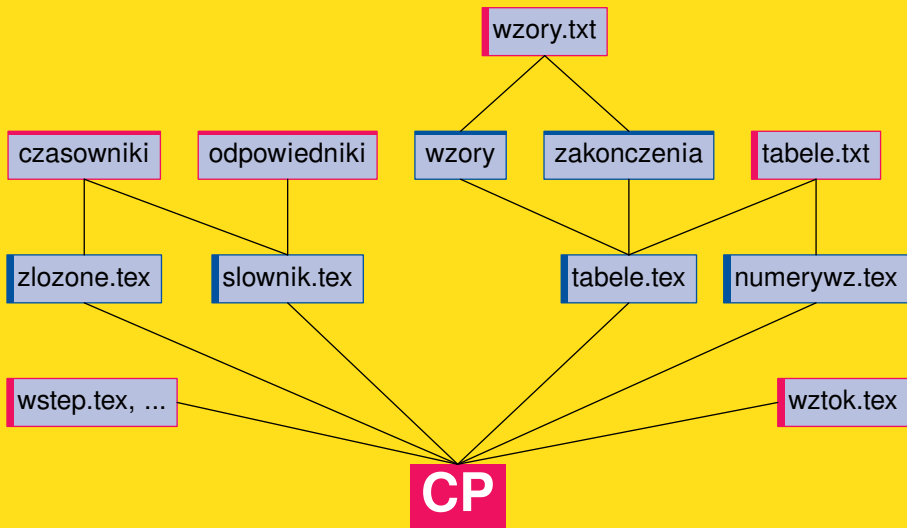 wzory.txt
czasowniki
odpowiedniki
wzory
zakonczenia
tabele.txt
zlozone.tex
slownik.tex
tabele.tex
numerywz.tex
wstep.tex, ...
wztok.tex
CP